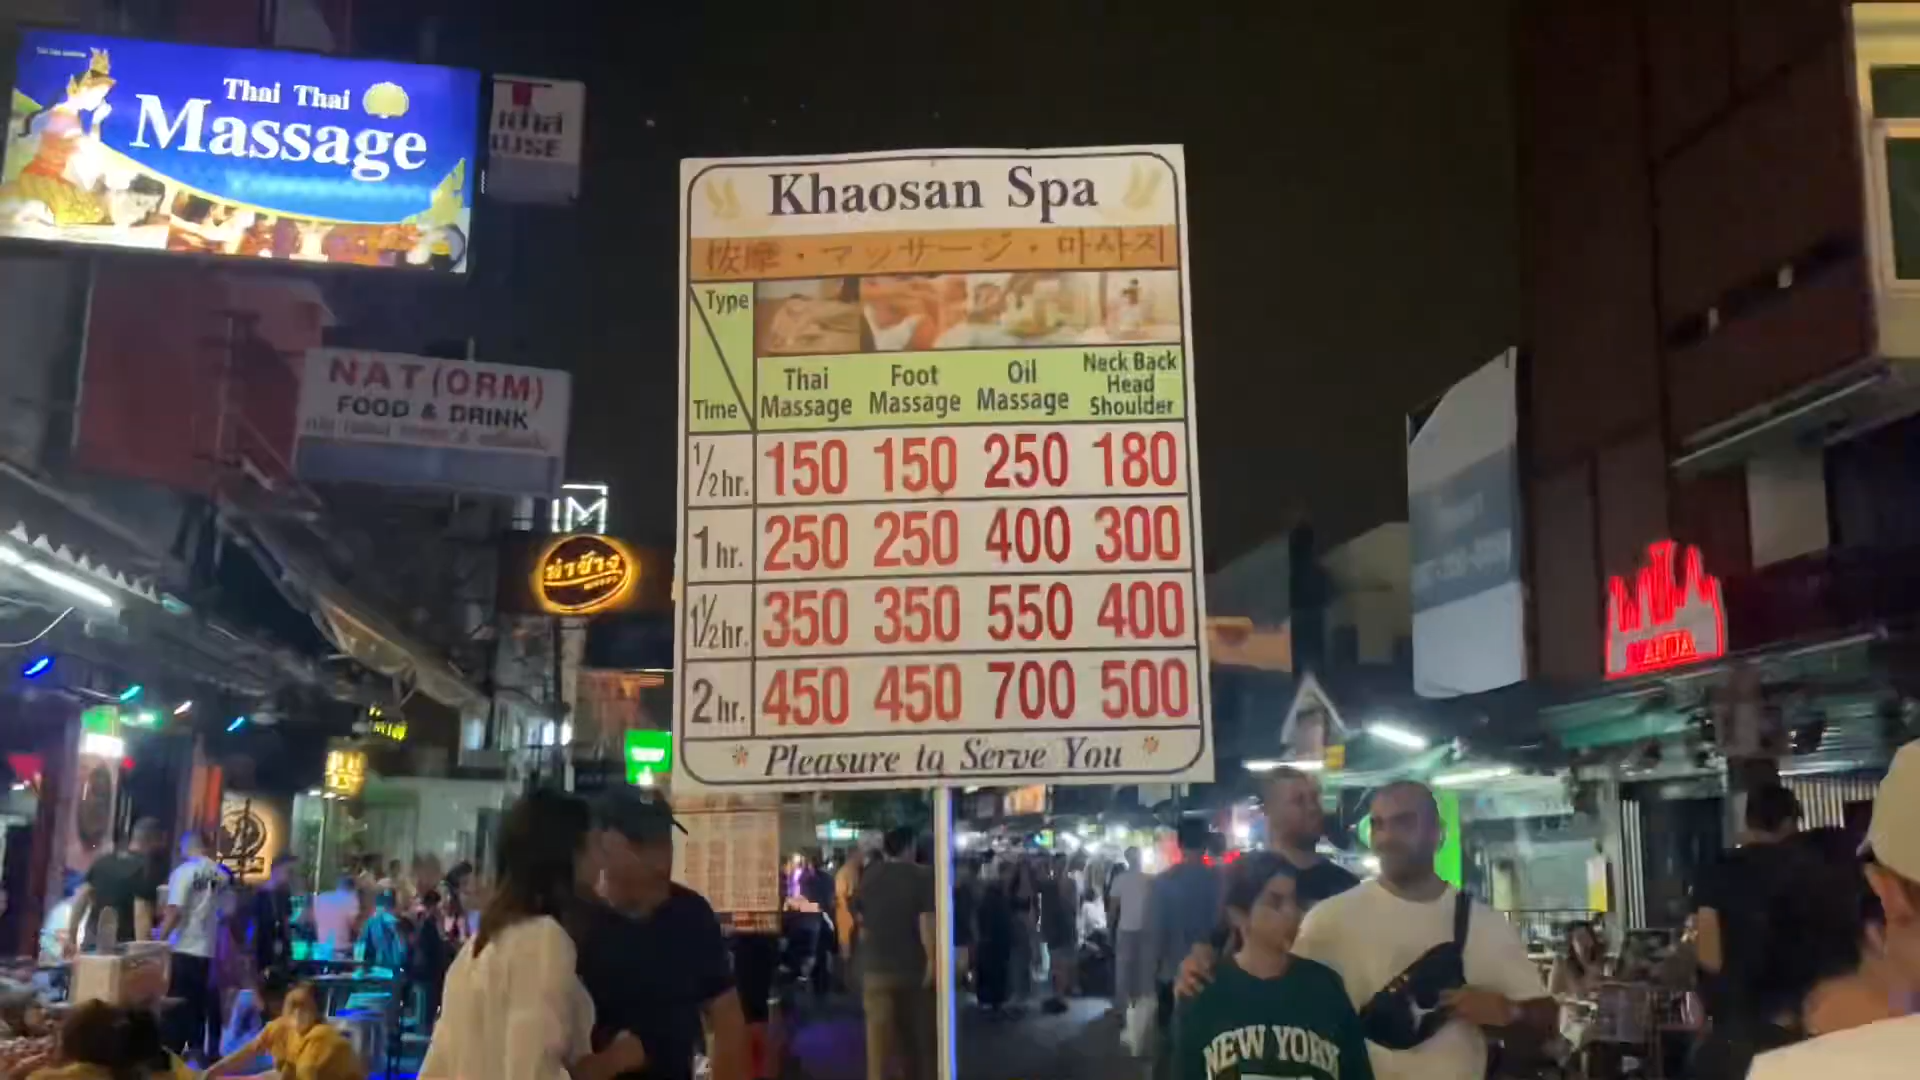 Thai Thai
Massage
NAT (ORM)
FOOD & DRINK
IM
Khaosan Spa
按摩・マッサージ・마사지
Type
Time
Thai Massage
Foot Massage
Oil Massage
Neck Back Head Shoulder
1/2 hr. 150 150 250 180
1 hr. 250 250 400 300
1 1/2 hr. 350 350 550 400
2 hr. 450 450 700 500
Pleasure to Serve You
NEW YORK